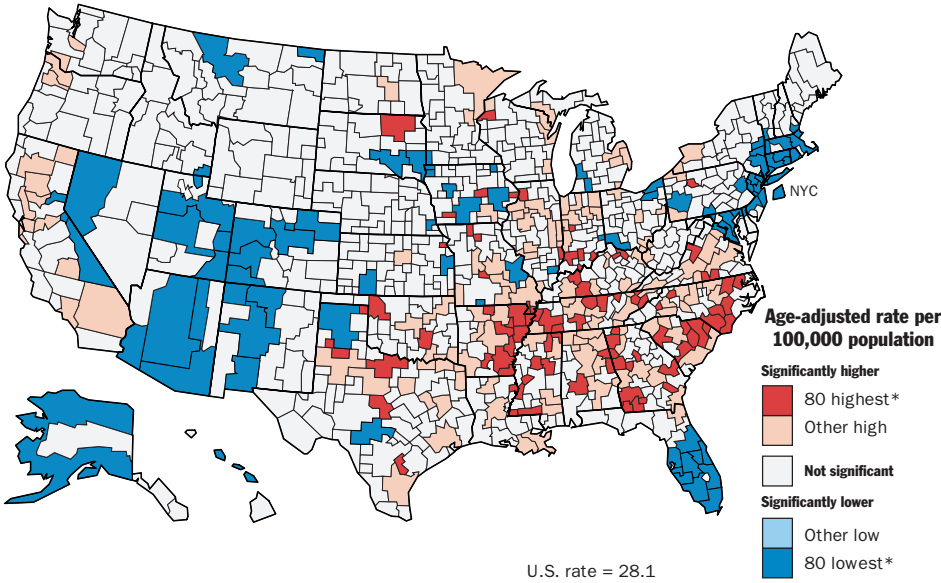 NYC
Age-adjusted rate per
100,000 population
Significantly higher
80 highest*
Other high
Not significant
Significantly lower
Other low
80 lowest*
U.S. rate = 28.1